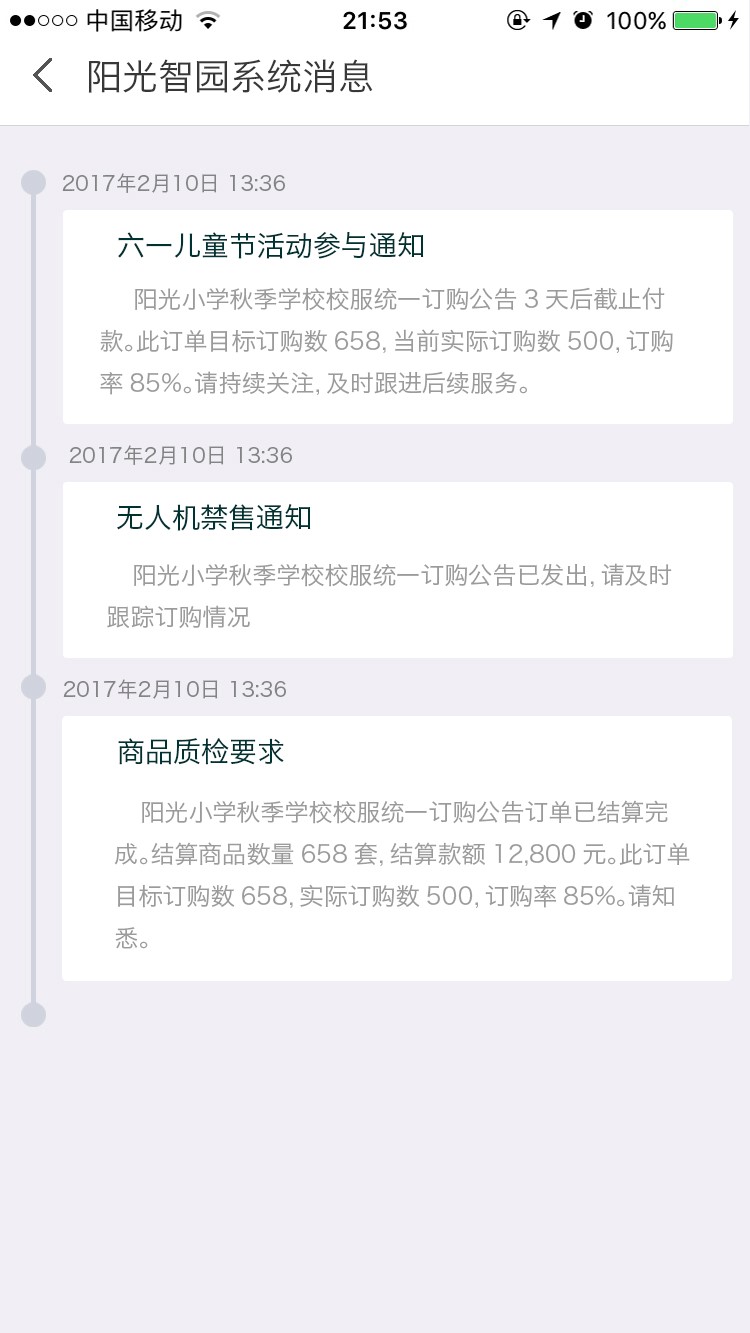 中国移动 21:53 100%
阳光智园系统消息
2017年2月10日 13:36
六一儿童节活动参与通知
阳光小学秋季学校校服统一订购公告 3 天后截止付
款。此订单目标订购数 658, 当前实际订购数 500, 订购
率 85%。请持续关注, 及时跟进后续服务。
2017年2月10日 13:36
无人机禁售通知
阳光小学秋季学校校服统一订购公告已发出, 请及时
跟踪订购情况
2017年2月10日 13:36
商品质检要求
阳光小学秋季学校校服统一订购公告订单已结算完
成。结算商品数量 658 套, 结算款额 12,800 元。此订单
目标订购数 658, 实际订购数 500, 订购率 85%。请知
悉。